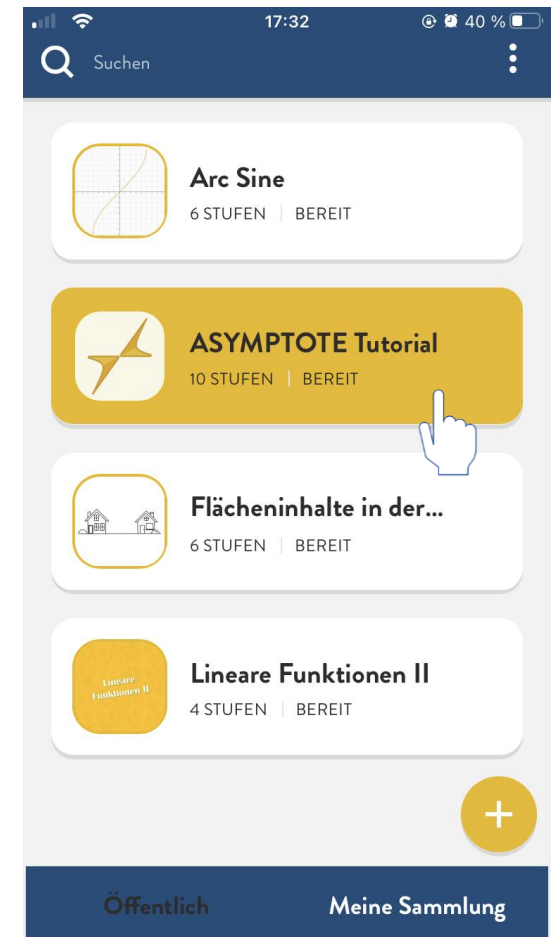 17:32
40 %
Suchen
Arc Sine
6 STUFEN | BEREIT
ASYMPTOTE Tutorial
10 STUFEN | BEREIT
Flächeninhalte in der...
6 STUFEN | BEREIT
Lineare
Funktionen II
Lineare Funktionen II
4 STUFEN | BEREIT
+
Öffentlich
Meine Sammlung